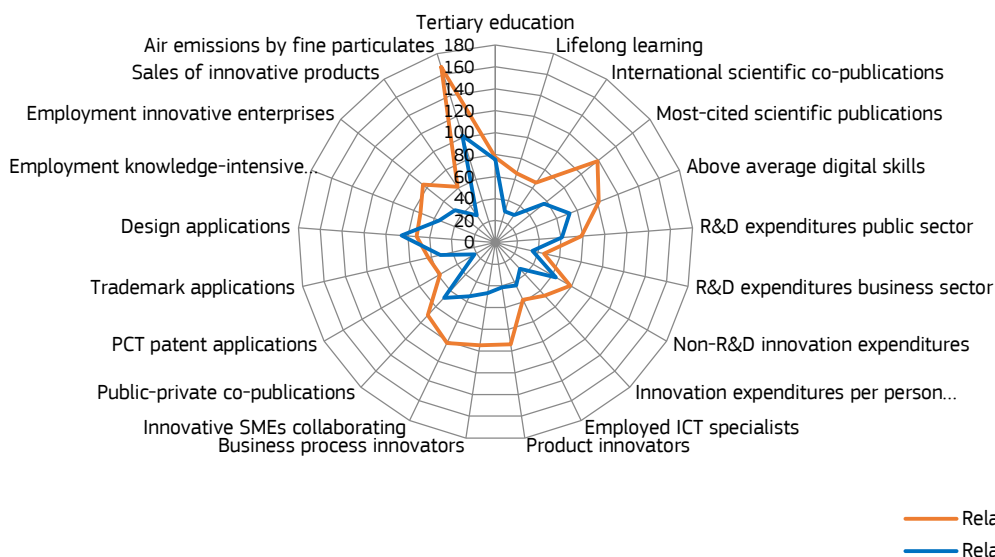 Tertiary education
Lifelong learning
International scientific co-publications
Most-cited scientific publications
Above average digital skills
R&D expenditures public sector
R&D expenditures business sector
Non-R&D innovation expenditures
Innovation expenditures per person...
Employed ICT specialists
Product innovators
Business process innovators
Innovative SMEs collaborating
Public-private co-publications
PCT patent applications
Trademark applications
Design applications
Employment knowledge-intensive...
Employment innovative enterprises
Sales of innovative products
Air emissions by fine particulates
180
160
140
120
100
80
60
40
20
0
Rela
Rela